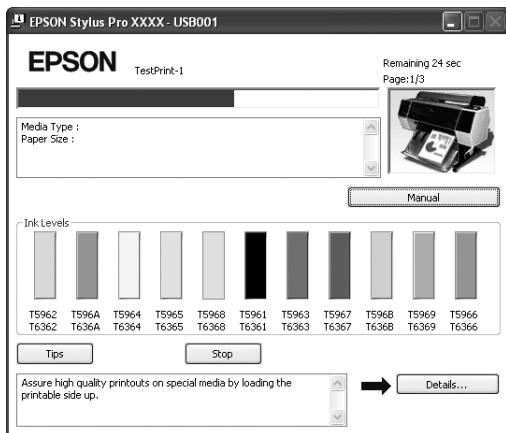 EPSON Stylus Pro XXXX - USB001
EPSON
TestPrint-1
Remaining 24 sec
Page:1/3
Media Type :
Paper Size :
Manual
Ink Levels
T5962 T596A T5964 T5965 T5968 T5961 T5963 T5967 T596B T5969 T5966
T6362 T636A T6364 T6365 T6368 T6361 T6363 T6367 T636B T6369 T6366
Tips
Stop
Assure high quality printouts on special media by loading the
printable side up.
Details...